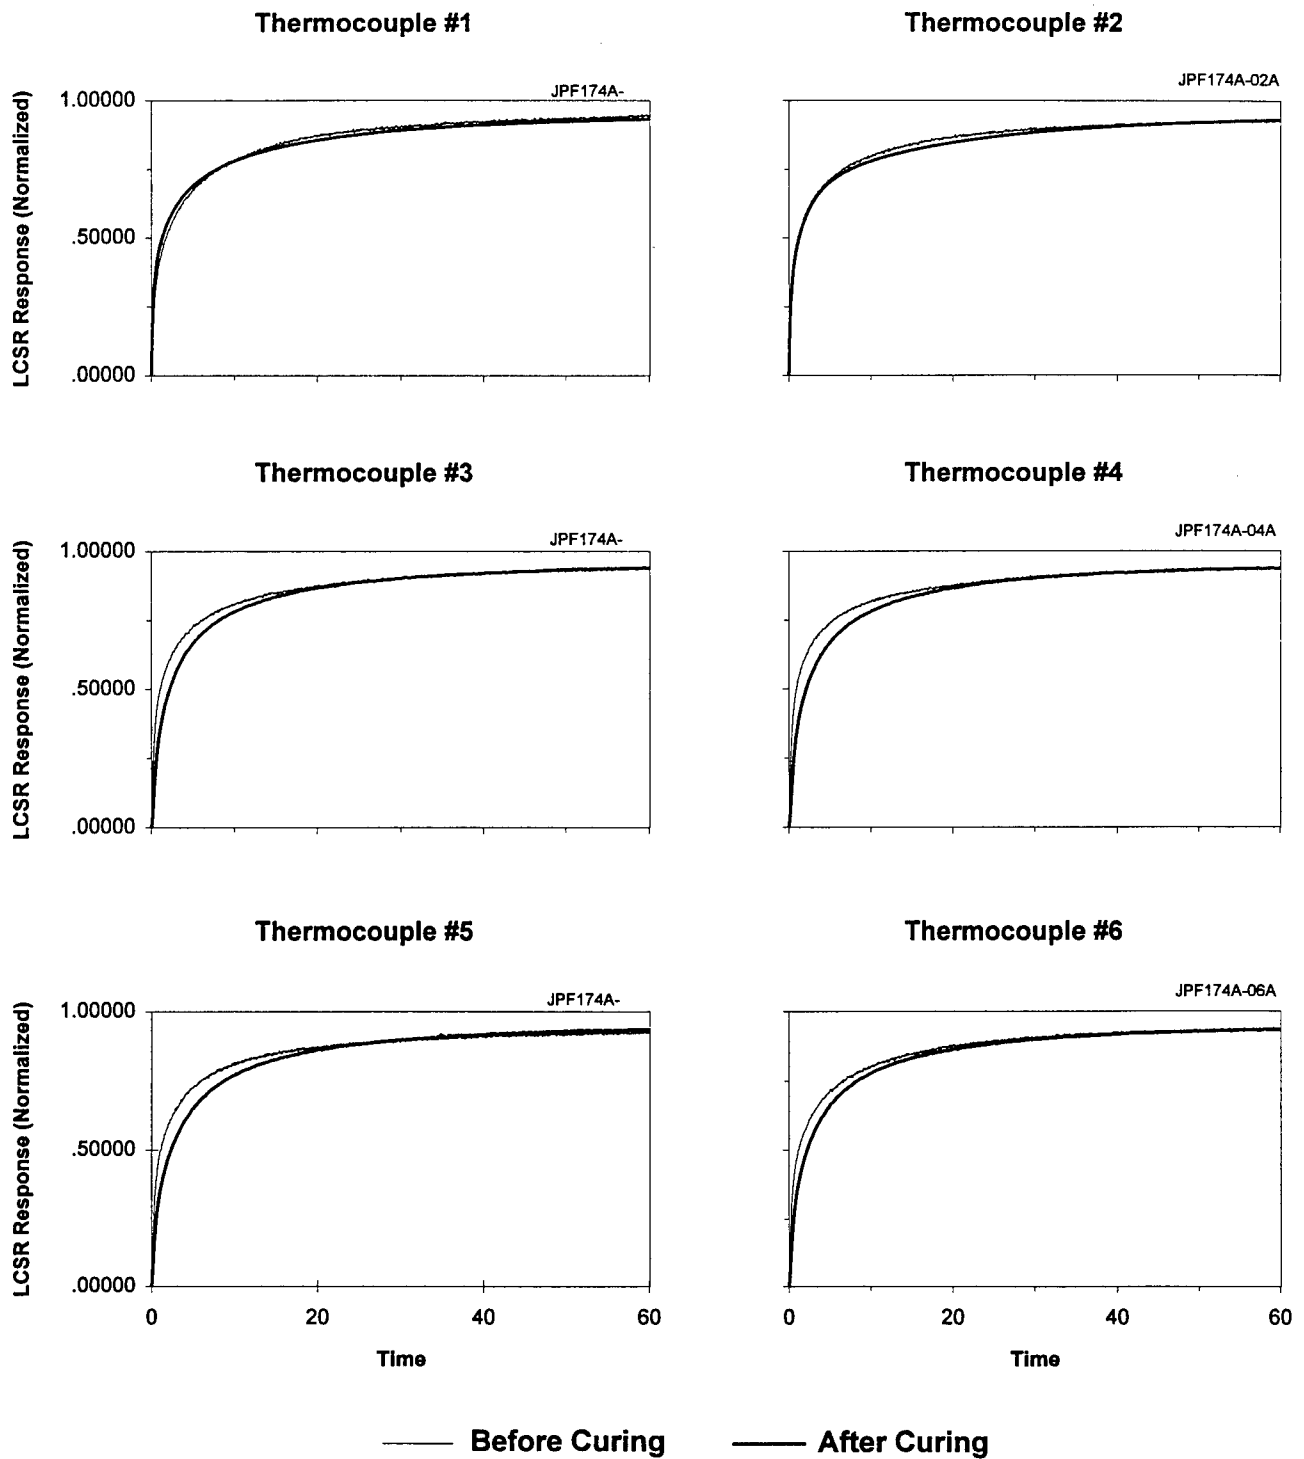 Thermocouple #1
Thermocouple #2
JPF174A-
JPF174A-02A
LCSR Response (Normalized)
1.00000
.50000
.00000
Thermocouple #3
Thermocouple #4
JPF174A-
JPF174A-04A
LCSR Response (Normalized)
1.00000
.50000
.00000
Thermocouple #5
Thermocouple #6
JPF174A-
JPF174A-06A
LCSR Response (Normalized)
1.00000
.50000
.00000
0 20 40 60
0 20 40 60
Time
Time
Before Curing
After Curing